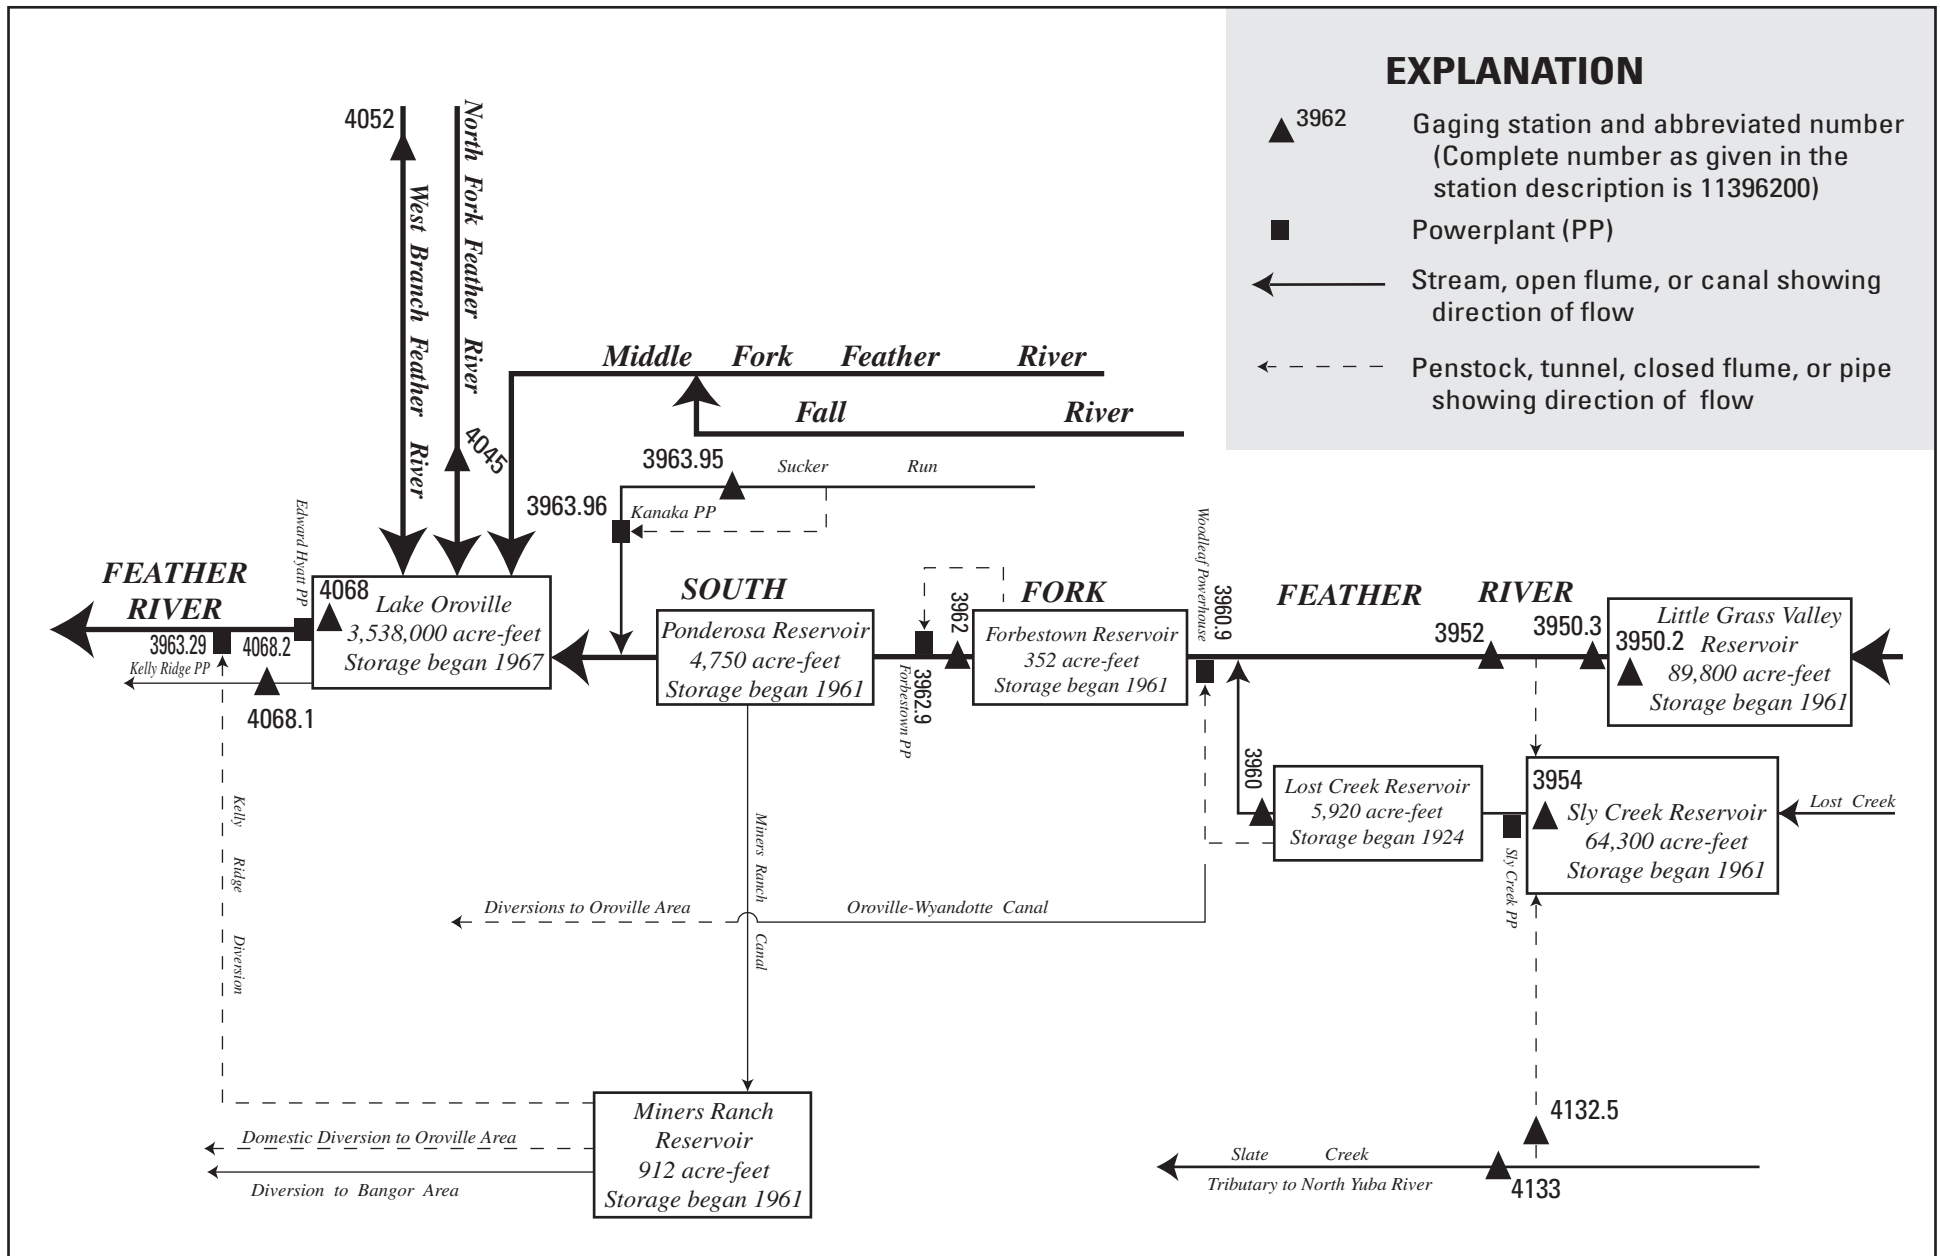 EXPLANATION
3962
Gaging station and abbreviated number
(Complete number as given in the
station description is 11396200)
Powerplant (PP)
Stream, open flume, or canal showing
direction of flow
Penstock, tunnel, closed flume, or pipe
showing direction of flow
4052
West Branch Feather River
North Fork Feather River
4045
Middle Fork Feather River
Fall River
3963.95
Sucker Run
3963.96
Kanaka PP
FEATHER
RIVER
Edward Hyatt PP
4068
Lake Oroville
3,538,000 acre-feet
Storage began 1967
3963.29
4068.2
Kelly Ridge PP
4068.1
SOUTH FORK FEATHER RIVER
Ponderosa Reservoir
4,750 acre-feet
Storage began 1961
3962
3962.9
Forbestown PP
Forbestown Reservoir
352 acre-feet
Storage began 1961
Woodleaf Powerhouse
3960.9
3952
3950.3
Little Grass Valley
Reservoir
3950.2
89,800 acre-feet
Storage began 1961
3960
Lost Creek Reservoir
5,920 acre-feet
Storage began 1924
Sly Creek PP
3954
Sly Creek Reservoir
64,300 acre-feet
Storage began 1961
Lost Creek
Kelly Ridge Diversion
Miners Ranch Canal
Diversions to Oroville Area
Oroville-Wyandotte Canal
Miners Ranch
Reservoir
912 acre-feet
Storage began 1961
Domestic Diversion to Oroville Area
Diversion to Bangor Area
4132.5
Slate Creek
Tributary to North Yuba River
4133